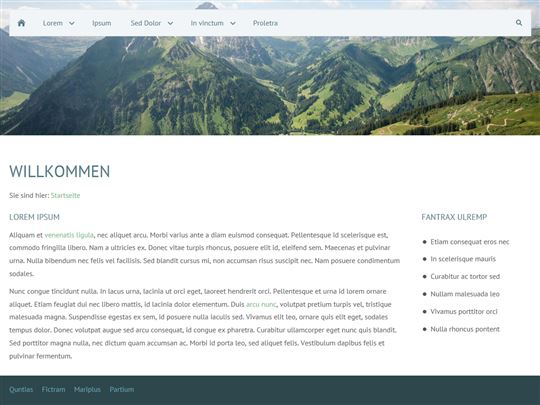 Lorem Ipsum Sed Dolor In vinctum Proletra
WILLKOMMEN
Sie sind hier: Startseite
LOREM IPSUM
Aliquam et venenatis ligula, nec aliquet arcu. Morbi varius ante a diam euismod consequat. Pellentesque id scelerisque est,
commodo fringilla libero. Nam a ultricies ex. Donec vitae turpis rhoncus, posuere elit id, eleifend sem. Maecenas et pulvinar
urna. Nulla bibendum nec felis vel facilisis. Sed blandit cursus mi, non accumsan risus suscipit nec. Nam posuere condimentum
sodales.
Nunc congue tincidunt nulla. In lacus urna, lacinia ut orci eget, laoreet hendrerit orci. Pellentesque et urna id lorem ornare
aliquet. Etiam feugiat dui nec libero mattis, id lacinia dolor elementum. Duis arcu nunc, volutpat pretium turpis vel, tristique
malesuada magna. Suspendisse egestas ex sem, id posuere nulla iaculis sed. Vivamus elit leo, ornare quis elit eget, sodales
tempus dolor. Donec volutpat augue sed arcu consequat, id congue ex pharetra. Curabitur ullamcorper eget nunc quis blandit.
Sed porttitor magna nulla, nec dictum quam accumsan ac. Morbi id porta leo, sed aliquet felis. Vestibulum dapibus felis et
pulvinar fermentum.
FANTRAX ULREMP
Etiam consequat eros nec
In scelerisque mauris
Curabitur ac tortor sed
Nullam malesuada leo
Vivamus porttitor orci
Nulla rhoncus pontent
Quntias Fictram Mariplus Partium